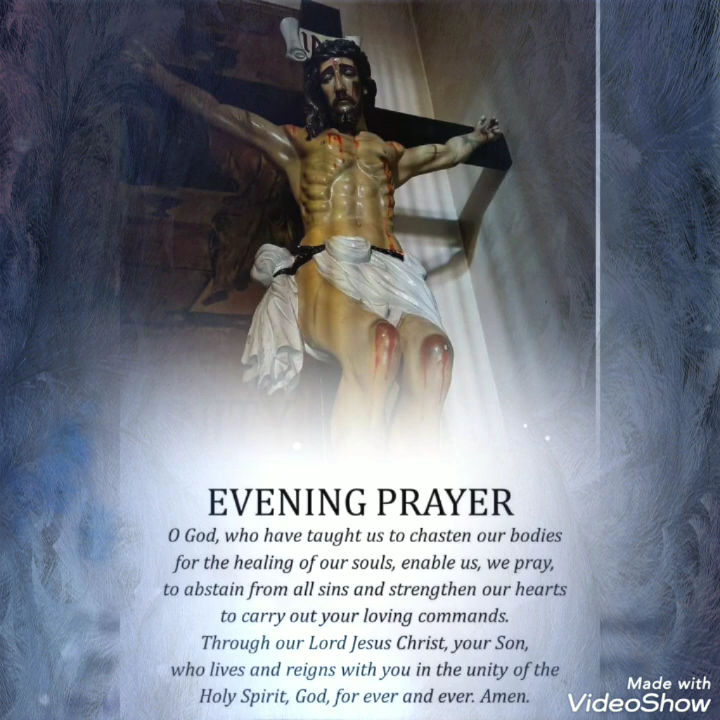 EVENING PRAYER
O God, who have taught us to chasten our bodies
for the healing of our souls, enable us, we pray,
to abstain from all sins and strengthen our hearts
to carry out your loving commands.
Through our Lord Jesus Christ, your Son,
who lives and reigns with you in the unity of the
Holy Spirit, God, for ever and ever. Amen.
Made with
VideoShow